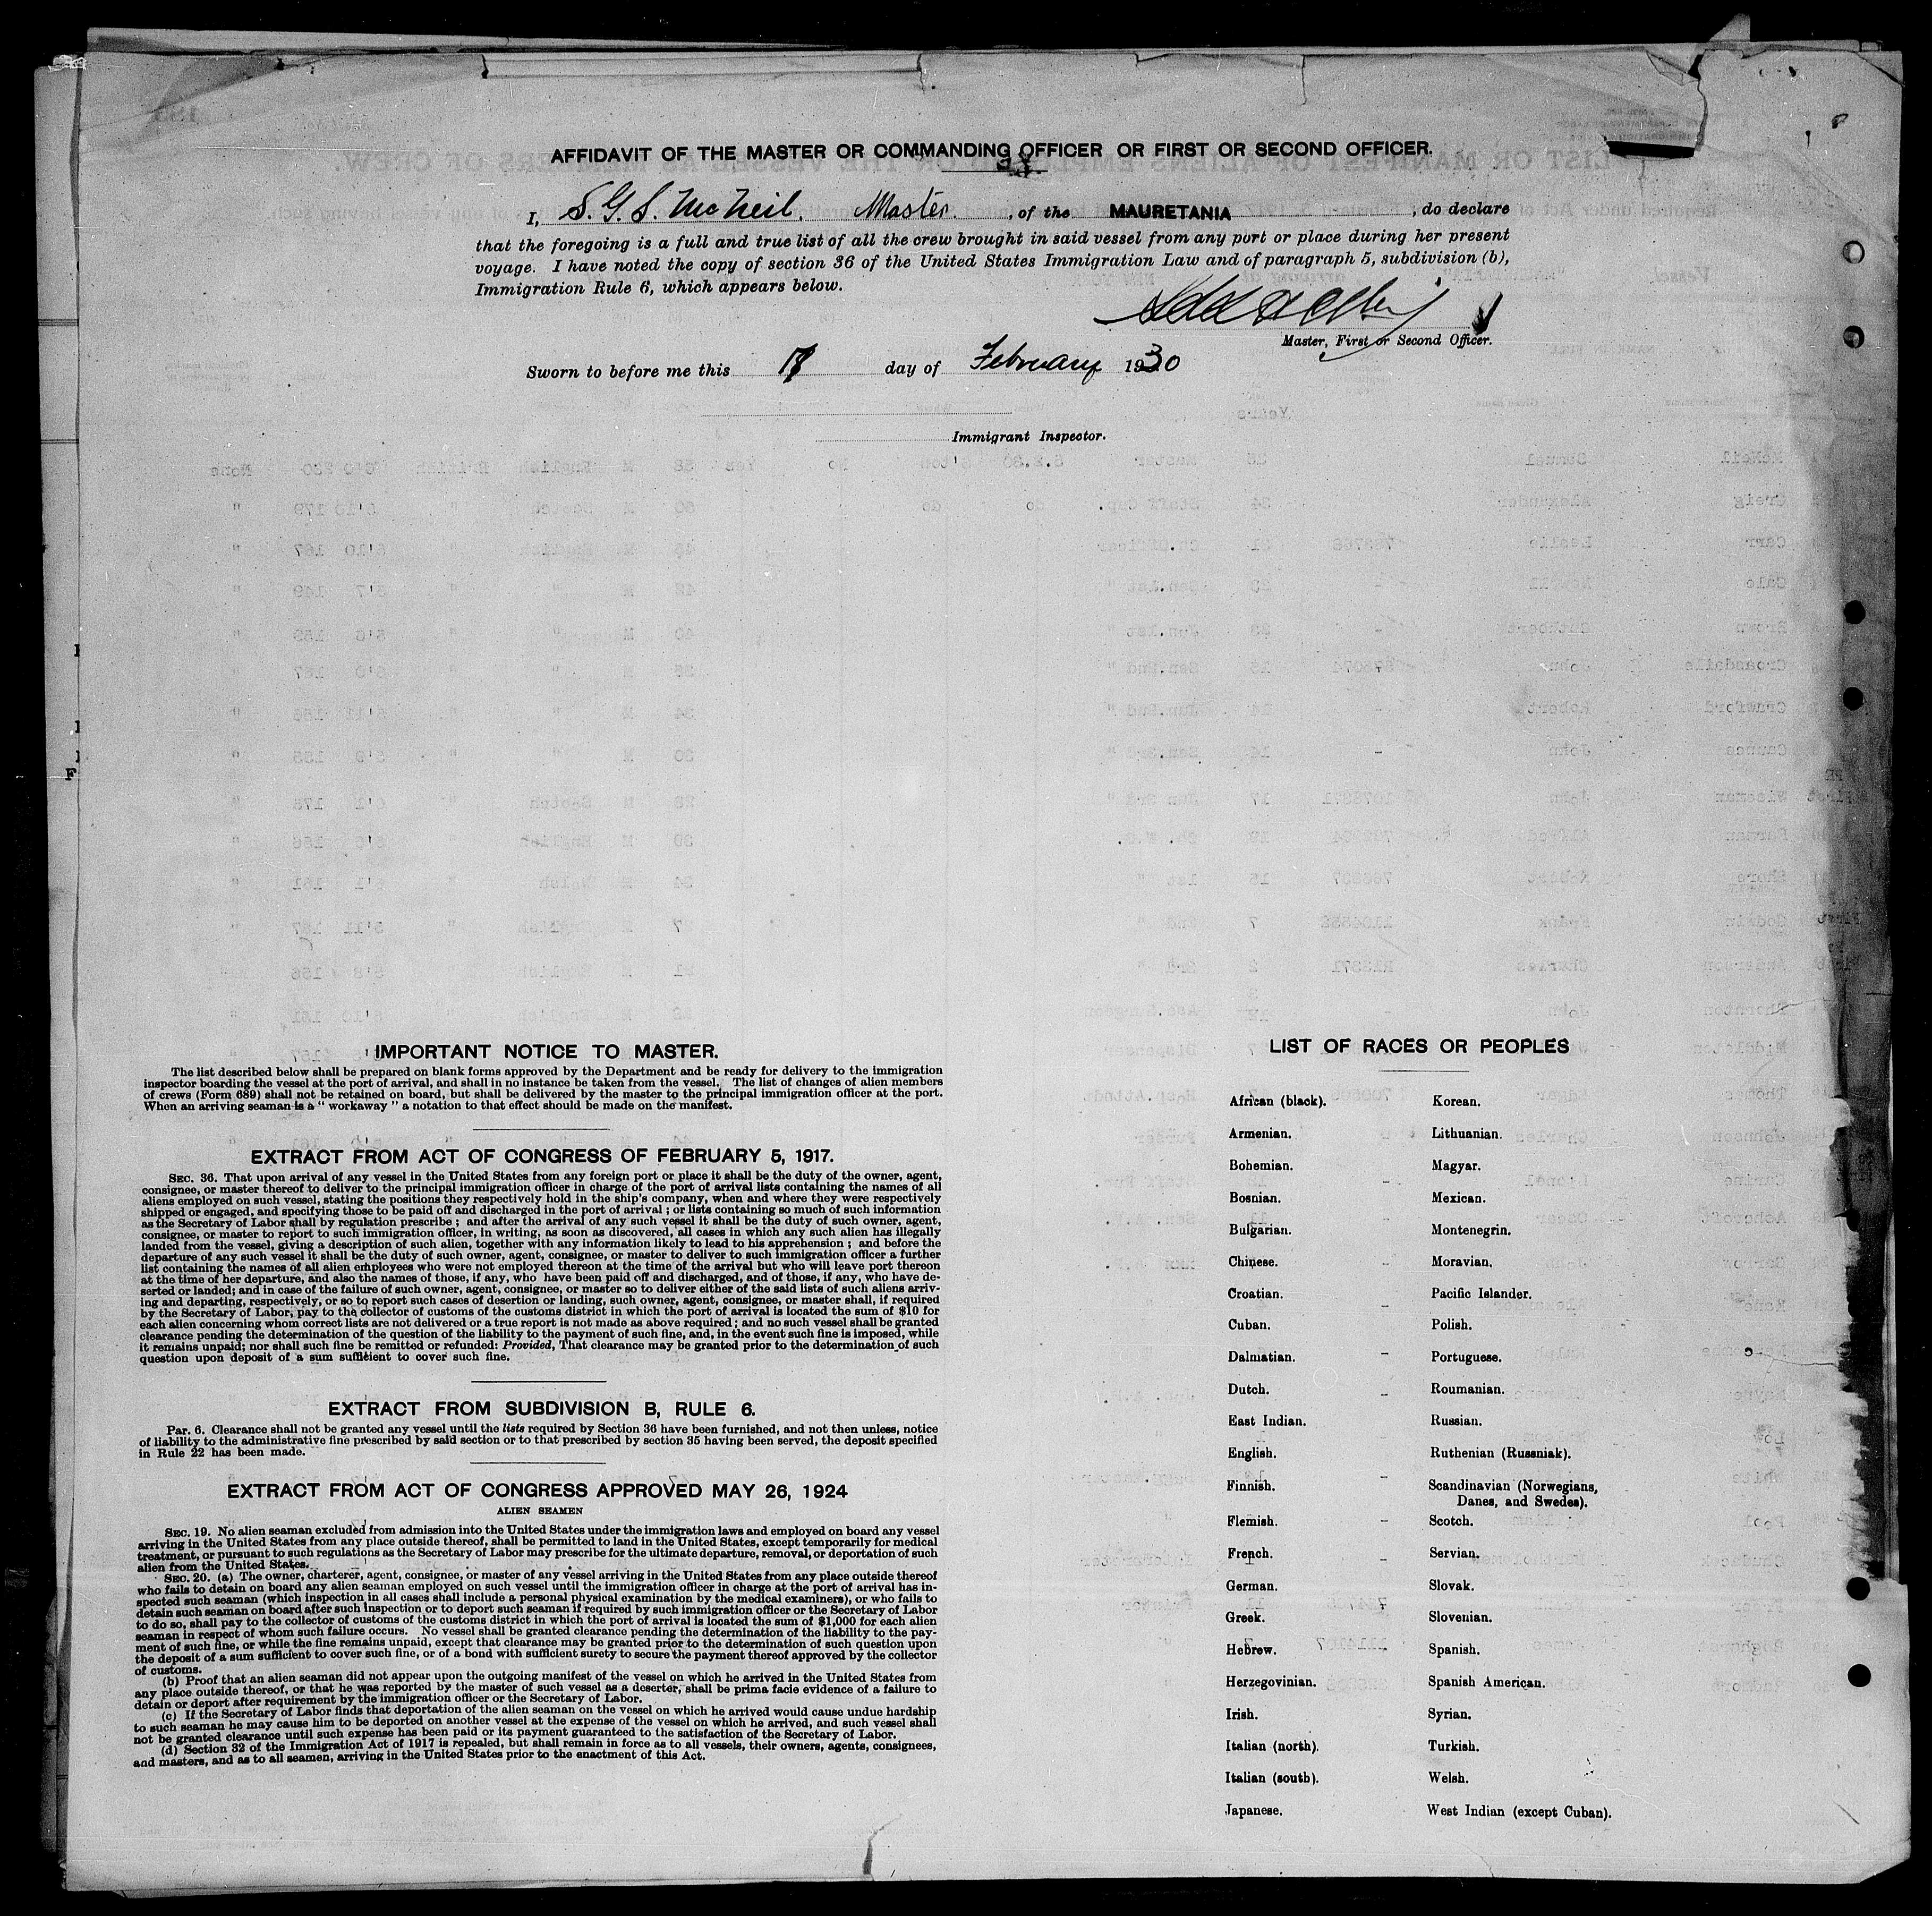 AFFIDAVIT OF THE MASTER OR COMMANDING OFFICER OR FIRST OR SECOND OFFICER.
I, S. G. S. McNeil. Master. , of the MAURETANIA , do declare
that the foregoing is a full and true list of all the crew brought in said vessel from any port or place during her present
voyage. I have noted the copy of section 36 of the United States Immigration Law and of paragraph 5, subdivision (b),
Immigration Rule 6, which appears below.
Master, First or Second Officer.
Sworn to before me this day of February 1930
Immigrant Inspector.
IMPORTANT NOTICE TO MASTER.
The list described below shall be prepared on blank forms approved by the Department and be ready for delivery to the immigration
inspector boarding the vessel at the port of arrival, and shall in no instance be taken from the vessel. The list of changes of alien members
of crews (Form 689) shall not be retained on board, but shall be delivered by the master to the principal immigration officer at the port.
When an arriving seaman is a " workaway " a notation to that effect should be made on the manifest.
EXTRACT FROM ACT OF CONGRESS OF FEBRUARY 5, 1917.
SEC. 36. That upon arrival of any vessel in the United States from any foreign port or place it shall be the duty of the owner, agent,
consignee, or master thereof to deliver to the principal immigration officer in charge of the port of arrival lists containing the names of all
aliens employed on such vessel, stating the positions they respectively hold in the ship's company, when and where they were respectively
shipped or engaged, and specifying those to be paid off and discharged in the port of arrival ; or lists containing so much of such information
as the Secretary of Labor shall by regulation prescribe ; and after the arrival of any such vessel it shall be the duty of such owner, agent,
consignee, or master to report to such immigration officer, in writing, as soon as discovered, all cases in which any such alien has illegally
landed from the vessel, giving a description of such alien, together with any information likely to lead to his apprehension ; and before the
departure of any such vessel it shall be the duty of such owner, agent, consignee, or master to deliver to such immigration officer a further
list containing the names of all alien employees who were not employed thereon at the time of the arrival but who will leave port thereon
at the time of her departure, and also the names of those, if any, who have been paid off and discharged, and of those, if any, who have de-
serted or landed; and in case of the failure of such owner, agent, consignee, or master so to deliver either of the said lists of such aliens arriv-
ing and departing, respectively, or so to report such cases of desertion or landing, such owner, agent, consignee, or master shall, if required
by the Secretary of Labor, pay to the collector of customs of the customs district in which the port of arrival is located the sum of $10 for
each alien concerning whom correct lists are not delivered or a true report is not made as above required ; and no such vessel shall be granted
clearance pending the determination of the question of the liability to the payment of such fine, and, in the event such fine is imposed, while
it remains unpaid; nor shall such fine be remitted or refunded: Provided, That clearance may be granted prior to the determination of such
question upon deposit of a sum sufficient to cover such fine.
EXTRACT FROM SUBDIVISION B, RULE 6.
PAR. 6. Clearance shall not be granted any vessel until the lists required by Section 36 have been furnished, and not then unless, notice
of liability to the administrative fine prescribed by said section or to that prescribed by section 35 having been served, the deposit specified
in Rule 22 has been made.
EXTRACT FROM ACT OF CONGRESS APPROVED MAY 26, 1924
ALIEN SEAMEN
SEC. 19. No alien seaman excluded from admission into the United States under the immigration laws and employed on board any vessel
arriving in the United States from any place outside thereof, shall be permitted to land in the United States, except temporarily for medical
treatment, or pursuant to such regulations as the Secretary of Labor may prescribe for the ultimate departure, removal, or deportation of such
alien from the United States.
SEC. 20. (a) The owner, charterer, agent, consignee, or master of any vessel arriving in the United States from any place outside thereof
who fails to detain on board any alien seaman employed on such vessel until the immigration officer in charge at the port of arrival has in-
spected such seaman (which inspection in all cases shall include a personal physical examination by the medical examiners), or who fails to
detain such seaman on board after such inspection or to deport such seaman if required by such immigration officer or the Secretary of Labor
to do so, shall pay to the collector of customs of the customs district in which the port of arrival is located the sum of $1,000 for each alien
seaman in respect of whom such failure occurs. No vessel shall be granted clearance pending the determination of the liability to the pay-
ment of such fine, or while the fine remains unpaid, except that clearance may be granted prior to the determination of such question upon
the deposit of a sum sufficient to cover such fine, or of a bond with sufficient surety to secure the payment thereof approved by the collector
of customs.
(b) Proof that an alien seaman did not appear upon the outgoing manifest of the vessel on which he arrived in the United States from
any place outside thereof, or that he was reported by the master of such vessel as a deserter, shall be prima facie evidence of a failure to
detain or deport after requirement by the immigration officer or the Secretary of Labor.
(c) If the Secretary of Labor finds that deportation of the alien seaman on the vessel on which he arrived would cause undue hardship
to such seaman he may cause him to be deported on another vessel at the expense of the vessel on which he arrived, and such vessel shall
not be granted clearance until such expense has been paid or its payment guaranteed to the satisfaction of the Secretary of Labor.
(d) Section 32 of the Immigration Act of 1917 is repealed, but shall remain in force as to all vessels, their owners, agents, consignees,
and masters, and as to all seamen, arriving in the United States prior to the enactment of this Act.
LIST OF RACES OR PEOPLES
African (black). Korean.
Armenian. Lithuanian.
Bohemian. Magyar.
Bosnian. Mexican.
Bulgarian. Montenegrin.
Chinese. Moravian.
Croatian. Pacific Islander.
Cuban. Polish.
Dalmatian. Portuguese.
Dutch. Roumanian.
East Indian. Russian.
English. Ruthenian (Russniak).
Finnish. Scandinavian (Norwegians,
Danes, and Swedes).
Flemish. Scotch.
French. Servian.
German. Slovak.
Greek. Slovenian.
Hebrew. Spanish.
Herzegovinian. Spanish American.
Irish. Syrian.
Italian (north). Turkish.
Italian (south). Welsh.
Japanese. West Indian (except Cuban).